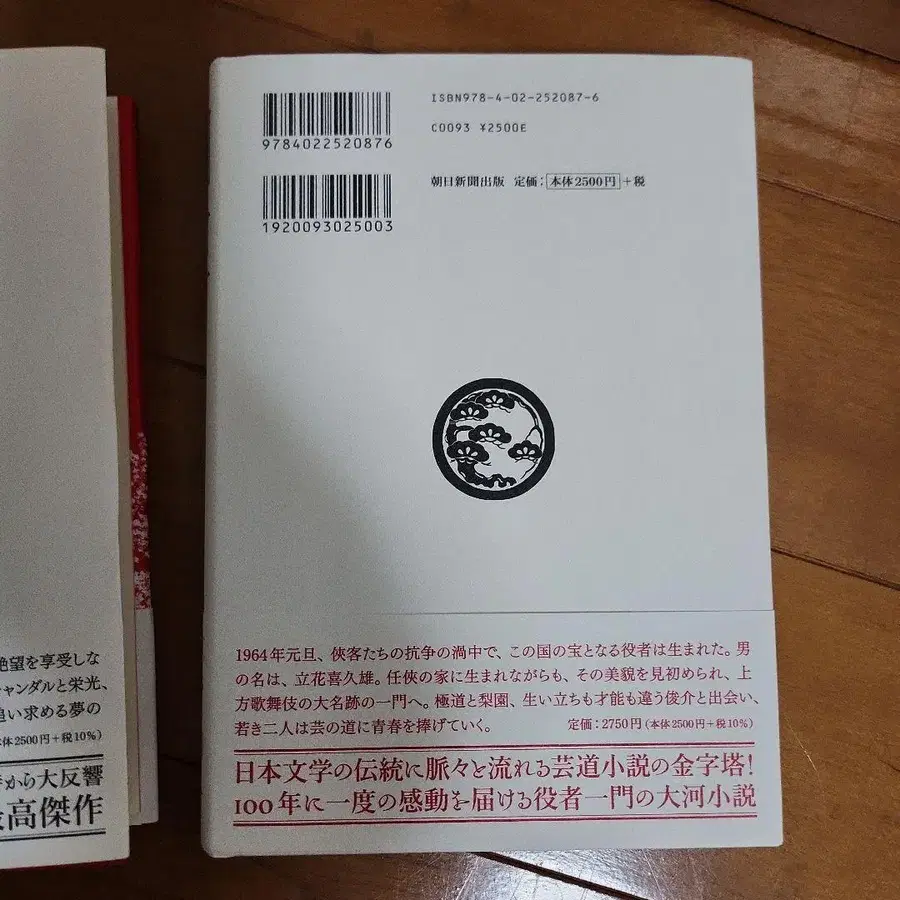 ISBN978-4-02-252087-6
C0093 ¥2500E
9784022520876
朝日新聞出版 定価：本体2500円＋税
1920093025003
1964年元旦、俠客たちの抗争の渦中で、この国の宝となる役者は生まれた。男
の名は、立花喜久雄。任俠の家に生まれながらも、その美貌を見初められ、上
方歌舞伎の大名跡の一門へ。極道と梨園、生い立ちも才能も違う俊介と出会い、
若き二人は芸の道に青春を捧げていく。 定価：2750円（本体2500円＋税10％）
日本文学の伝統に脈々と流れる芸道小説の金字塔！
100年に一度の感動を届ける役者一門の大河小説
絶望を享受しな
ャンダルと栄光、
追い求める夢の
体2500円＋税10％）
から大反響
高傑作